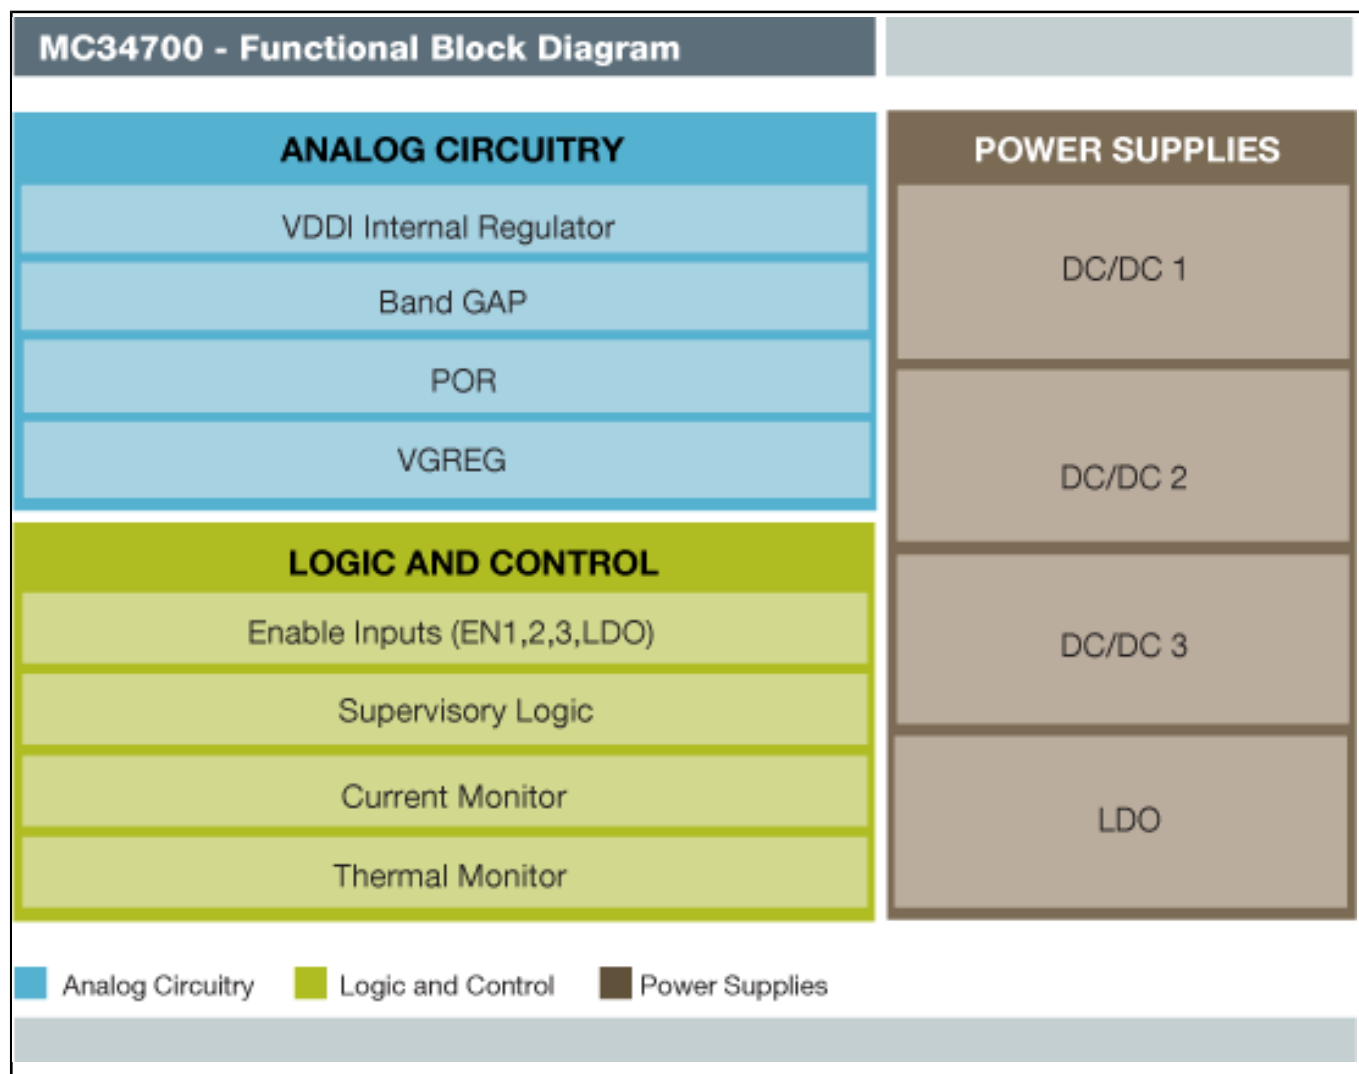 MC34700 - Functional Block Diagram
ANALOG CIRCUITRY
VDDI Internal Regulator
Band GAP
POR
VGREG
LOGIC AND CONTROL
Enable Inputs (EN1,2,3,LDO)
Supervisory Logic
Current Monitor
Thermal Monitor
POWER SUPPLIES
DC/DC 1
DC/DC 2
DC/DC 3
LDO
Analog Circuitry
Logic and Control
Power Supplies